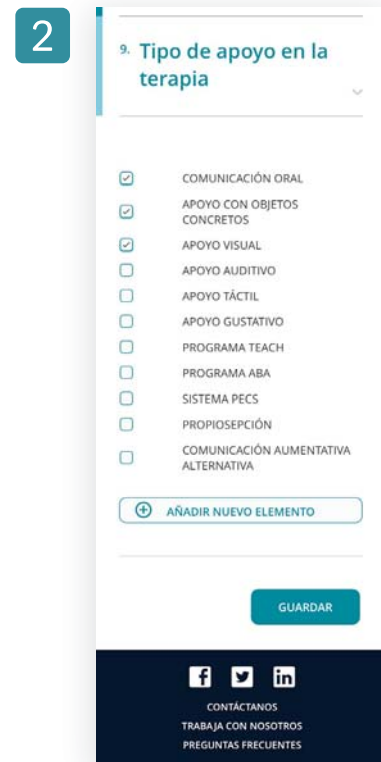 2
9. Tipo de apoyo en la
terapia
COMUNICACIÓN ORAL
APOYO CON OBJETOS
CONCRETOS
APOYO VISUAL
APOYO AUDITIVO
APOYO TÁCTIL
APOYO GUSTATIVO
PROGRAMA TEACH
PROGRAMA ABA
SISTEMA PECS
PROPIOSEPCIÓN
COMUNICACIÓN AUMENTATIVA
ALTERNATIVA
AÑADIR NUEVO ELEMENTO
GUARDAR
f in
CONTÁCTANOS
TRABAJA CON NOSOTROS
PREGUNTAS FRECUENTES